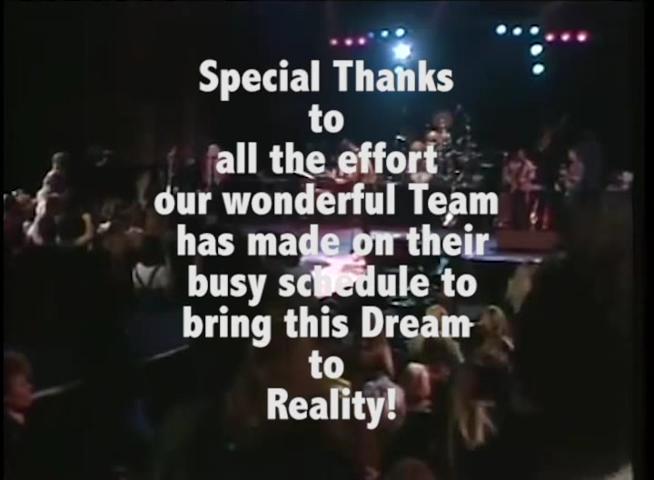 Special Thanks
to
all the effort
our wonderful Team
has made on their
busy schedule to
bring this Dream
to
Reality!